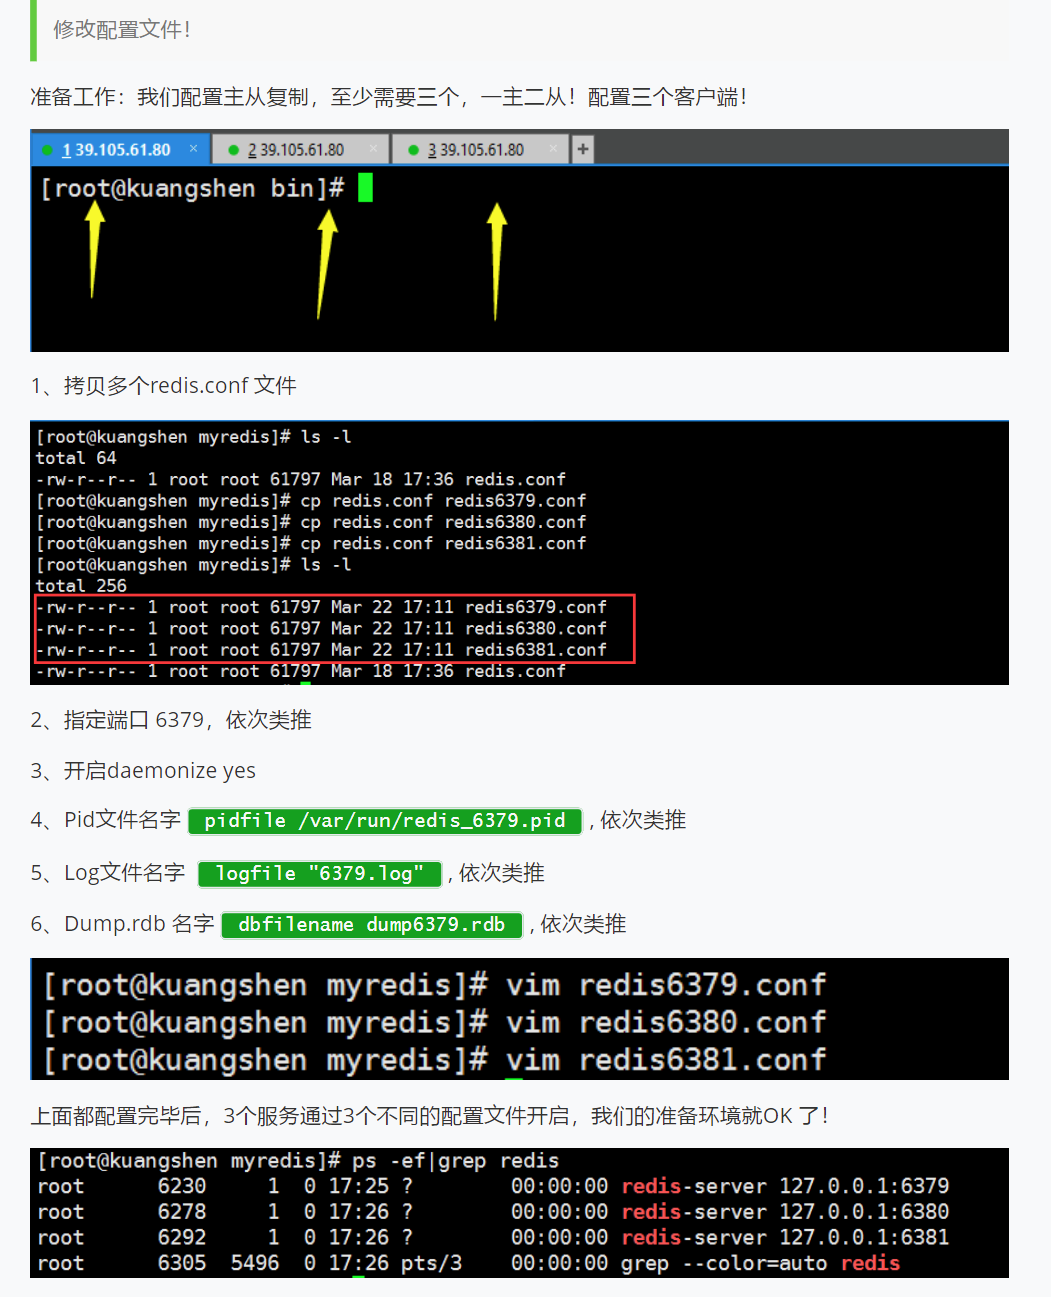 修改配置文件！
准备工作：我们配置主从复制，至少需要三个，一主二从！配置三个客户端！
1 39.105.61.80 × 2 39.105.61.80 × 3 39.105.61.80 × +
[root@kuangshen bin]#
1、拷贝多个redis.conf 文件
[root@kuangshen myredis]# ls -l
total 64
-rw-r--r-- 1 root root 61797 Mar 18 17:36 redis.conf
[root@kuangshen myredis]# cp redis.conf redis6379.conf
[root@kuangshen myredis]# cp redis.conf redis6380.conf
[root@kuangshen myredis]# cp redis.conf redis6381.conf
[root@kuangshen myredis]# ls -l
total 256
-rw-r--r-- 1 root root 61797 Mar 22 17:11 redis6379.conf
-rw-r--r-- 1 root root 61797 Mar 22 17:11 redis6380.conf
-rw-r--r-- 1 root root 61797 Mar 22 17:11 redis6381.conf
-rw-r--r-- 1 root root 61797 Mar 18 17:36 redis.conf
2、指定端口 6379，依次类推
3、开启daemonize yes
4、Pid文件名字 pidfile /var/run/redis_6379.pid , 依次类推
5、Log文件名字 logfile "6379.log" , 依次类推
6、Dump.rdb 名字 dbfilename dump6379.rdb , 依次类推
[root@kuangshen myredis]# vim redis6379.conf
[root@kuangshen myredis]# vim redis6380.conf
[root@kuangshen myredis]# vim redis6381.conf
上面都配置完毕后，3个服务通过3个不同的配置文件开启，我们的准备环境就OK 了！
[root@kuangshen myredis]# ps -ef|grep redis
root 6230 1 0 17:25 ? 00:00:00 redis-server 127.0.0.1:6379
root 6278 1 0 17:26 ? 00:00:00 redis-server 127.0.0.1:6380
root 6292 1 0 17:26 ? 00:00:00 redis-server 127.0.0.1:6381
root 6305 5496 0 17:26 pts/3 00:00:00 grep --color=auto redis